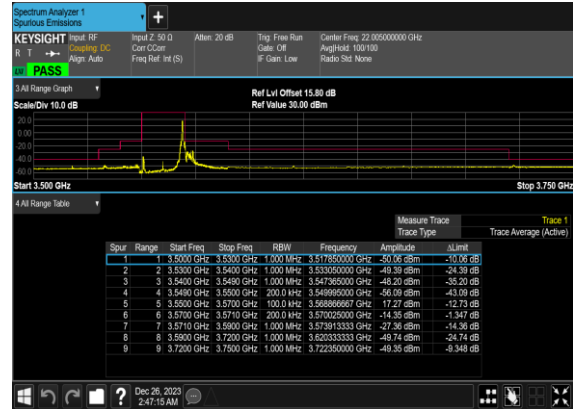 Spectrum Analyzer 1
Spurious Emissions
KEYSIGHT Input: RF Input Z: 50 Ω Atten: 20 dB Trig: Free Run Center Freq: 22.005000000 GHz
R T Coupling: DC Corr CCorr Gate: Off Avg|Hold: 100/100
Align: Auto Freq Ref: Int (S) IF Gain: Low Radio Std: None
PASS
3 All Range Graph
Ref Lvl Offset 15.80 dB
Scale/Div 10.0 dB Ref Value 30.00 dBm
20.0
0.00
-20.0
-40.0
-60.0
Start 3.500 GHz Stop 3.750 GHz
4 All Range Table
Measure Trace Trace 1
Trace Type Trace Average (Active)
Spur Range Start Freq Stop Freq RBW Frequency Amplitude ΔLimit
1 1 3.5000 GHz 3.5300 GHz 1.000 MHz 3.517850000 GHz -50.06 dBm -10.06 dB
2 2 3.5300 GHz 3.5400 GHz 1.000 MHz 3.533050000 GHz -49.39 dBm -24.39 dB
3 3 3.5400 GHz 3.5490 GHz 1.000 MHz 3.547365000 GHz -48.20 dBm -35.20 dB
4 4 3.5490 GHz 3.5500 GHz 200.0 kHz 3.549995000 GHz -56.09 dBm -43.09 dB
5 5 3.5500 GHz 3.5700 GHz 100.0 kHz 3.568866667 GHz 17.27 dBm -12.73 dB
6 6 3.5700 GHz 3.5710 GHz 200.0 kHz 3.570025000 GHz -14.35 dBm -1.347 dB
7 7 3.5710 GHz 3.5900 GHz 1.000 MHz 3.573913333 GHz -27.36 dBm -14.36 dB
8 8 3.5900 GHz 3.7200 GHz 1.000 MHz 3.620333333 GHz -49.74 dBm -24.74 dB
9 9 3.7200 GHz 3.7500 GHz 1.000 MHz 3.722350000 GHz -49.35 dBm -9.348 dB
Dec 26, 2023
2:47:15 AM